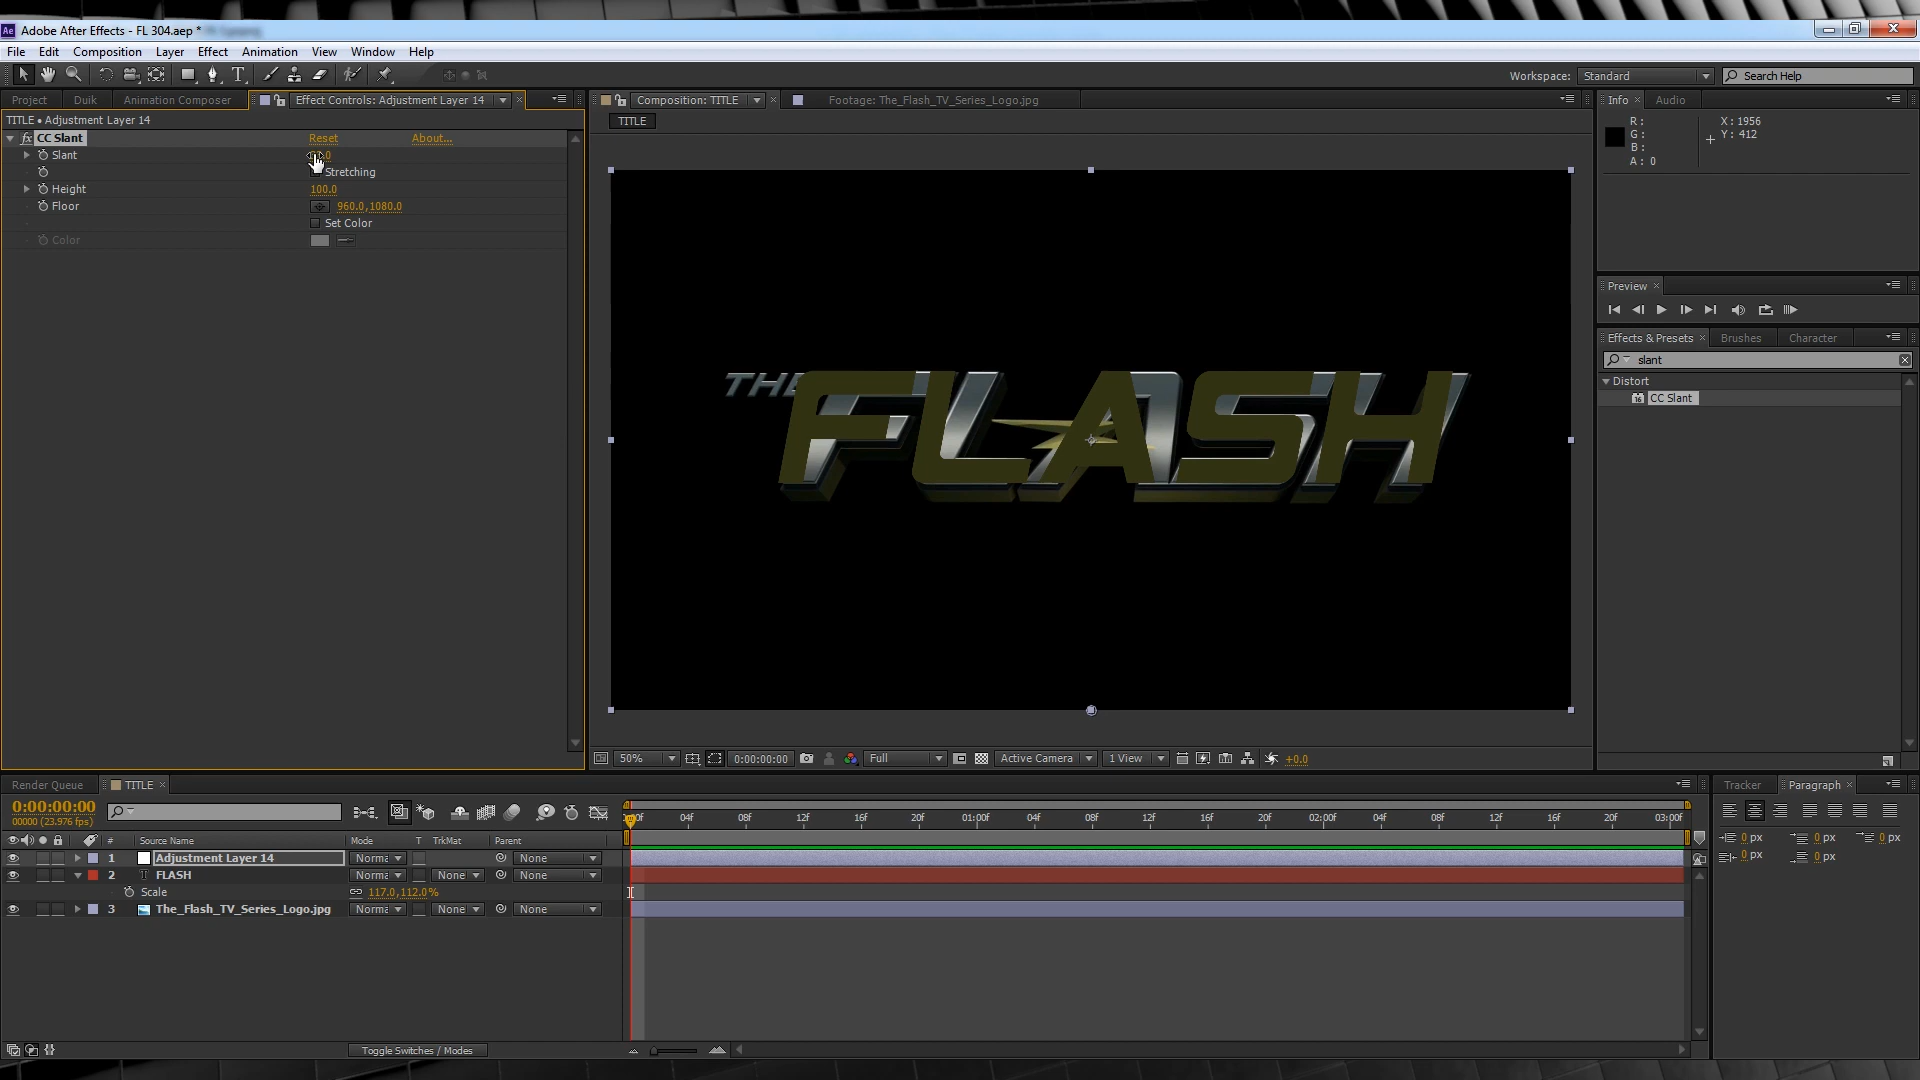 Ae Adobe After Effects - FL 304.aep *
File Edit Composition Layer Effect Animation View Window Help
Workspace: Standard Search Help
Project Duik Animation Composer Effect Controls: Adjustment Layer 14
TITLE • Adjustment Layer 14
fx CC Slant Reset About...
Slant
Stretching
Height 100.0
Floor 960.0,1080.0
Set Color
Color
Composition: TITLE Footage: The_Flash_TV_Series_Logo.jpg
TITLE
THE
FLASH
50% 0:00:00:00 Full Active Camera 1 View +0.0
Info Audio
R: X: 1956
G: Y: 412
B:
A: 0
Preview
Effects & Presets Brushes Character
slant
Distort
CC Slant
Render Queue TITLE
0:00:00:00
00000 (23.976 fps)
# Source Name Mode T TrkMat Parent
1 Adjustment Layer 14 Norma None
2 T FLASH Norma None None
Scale 117.0,112.0%
3 The_Flash_TV_Series_Logo.jpg Norma None None
04f 08f 12f 16f 20f 01:00f 04f 08f 12f 16f 20f 02:00f 04f 08f 12f 16f 20f 03:00f
Toggle Switches / Modes
Tracker Paragraph
0 px 0 px 0 px
0 px 0 px